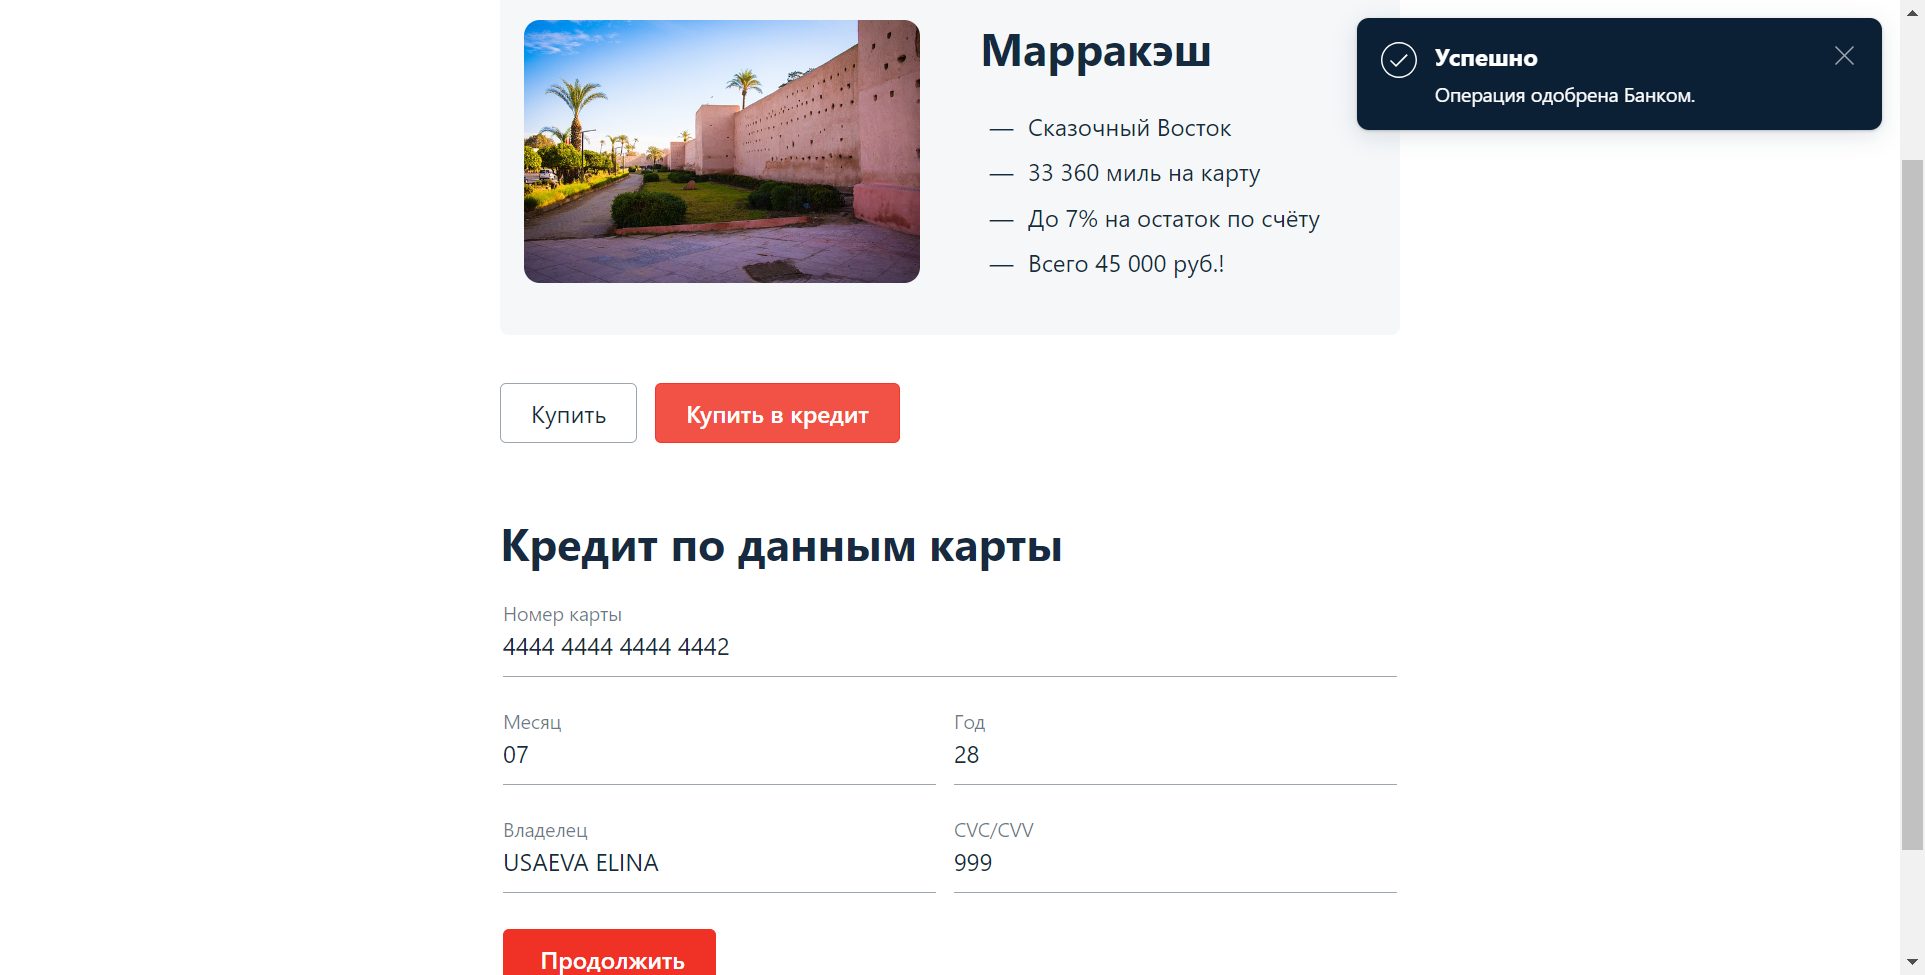 Марракэш
— Сказочный Восток
— 33 360 миль на карту
— До 7% на остаток по счёту
— Всего 45 000 руб.!
Успешно
Операция одобрена Банком.
Купить
Купить в кредит
Кредит по данным карты
Номер карты
4444 4444 4444 4442
Месяц
07
Год
28
Владелец
USAEVA ELINA
CVC/CVV
999
Продолжить